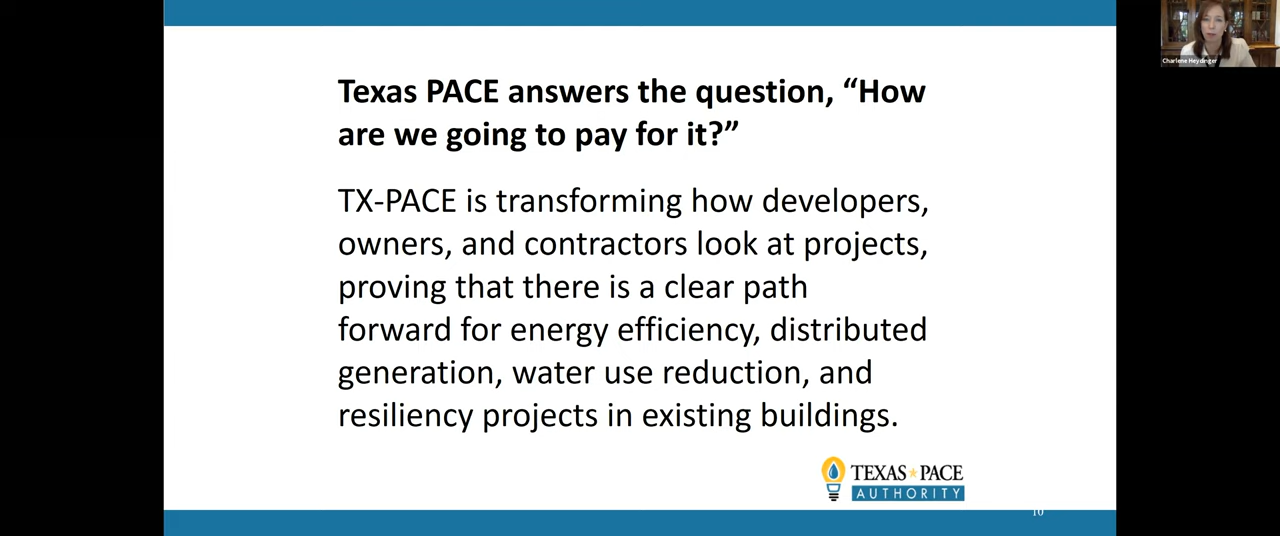 Charlene Heydinger
Texas PACE answers the question, “How
are we going to pay for it?”
TX-PACE is transforming how developers,
owners, and contractors look at projects,
proving that there is a clear path
forward for energy efficiency, distributed
generation, water use reduction, and
resiliency projects in existing buildings.
TEXAS PACE
AUTHORITY
10